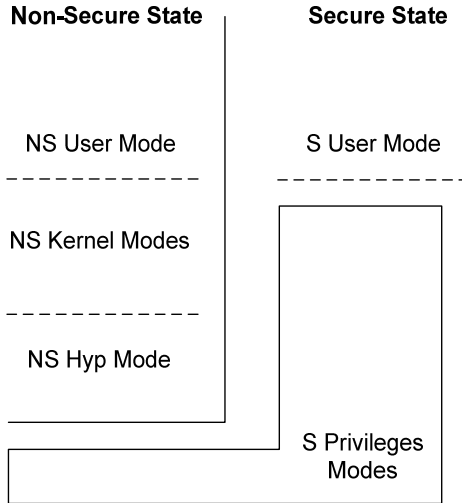 Non-Secure State
Secure State
NS User Mode
S User Mode
NS Kernel Modes
NS Hyp Mode
S Privileges
Modes